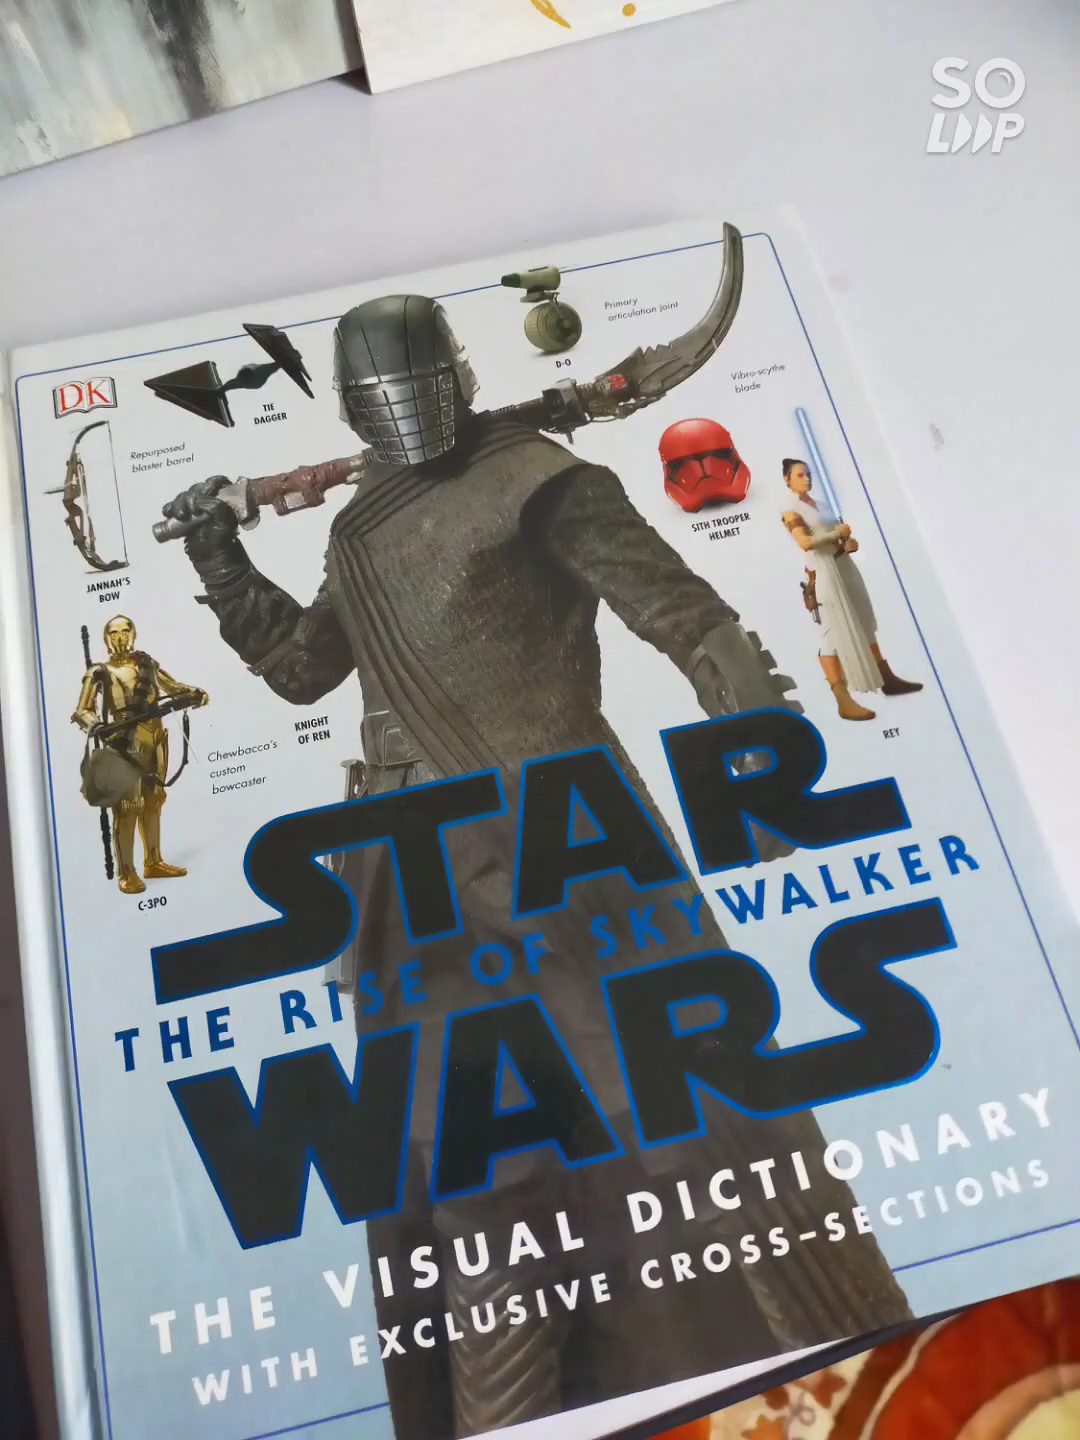 SO
LOOP
DK
TIE
DAGGER
D-O
Primary
articulation joint
Vibro-scythe
blade
Repurposed
blaster barrel
JANNAH'S
BOW
SITH TROOPER
HELMET
KNIGHT
OF REN
REY
Chewbacca's
custom
bowcaster
C-3PO
STAR
THE RISE OF SKYWALKER
WARS
THE VISUAL DICTIONARY
WITH EXCLUSIVE CROSS-SECTIONS